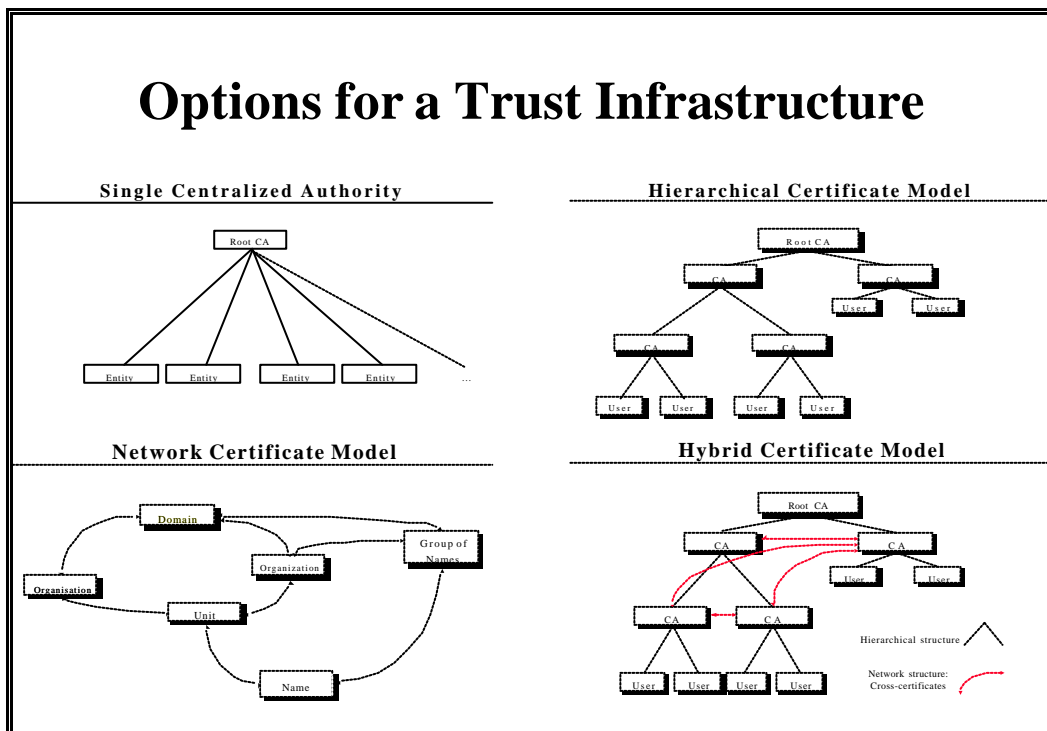 Options for a Trust Infrastructure
Single Centralized Authority
Root CA
Entity
Entity
Entity
Entity
...
Hierarchical Certificate Model
Root CA
CA
CA
User
User
CA
CA
User
User
User
User
Network Certificate Model
Domain
Group of
Names
Organization
Organisation
Unit
Name
Hybrid Certificate Model
Root CA
CA
CA
User
User
CA
CA
User
User
User
User
Hierarchical structure
Network structure:
Cross-certificates